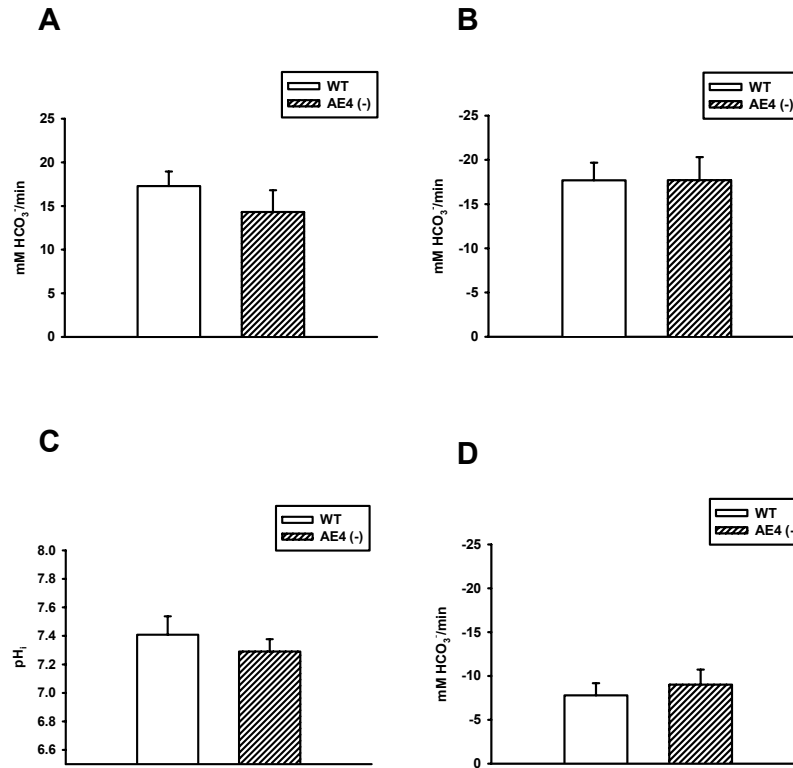 A
WT
AE4 (-)
25
20
15
10
5
0
mM HCO₃⁻/min
B
WT
AE4 (-)
-25
-20
-15
-10
-5
0
mM HCO₃⁻/min
C
WT
AE4 (-)
8.0
7.8
7.6
7.4
7.2
7.0
6.8
6.6
pHᵢ
D
WT
AE4 (-
-25
-20
-15
-10
-5
0
mM HCO₃⁻/min